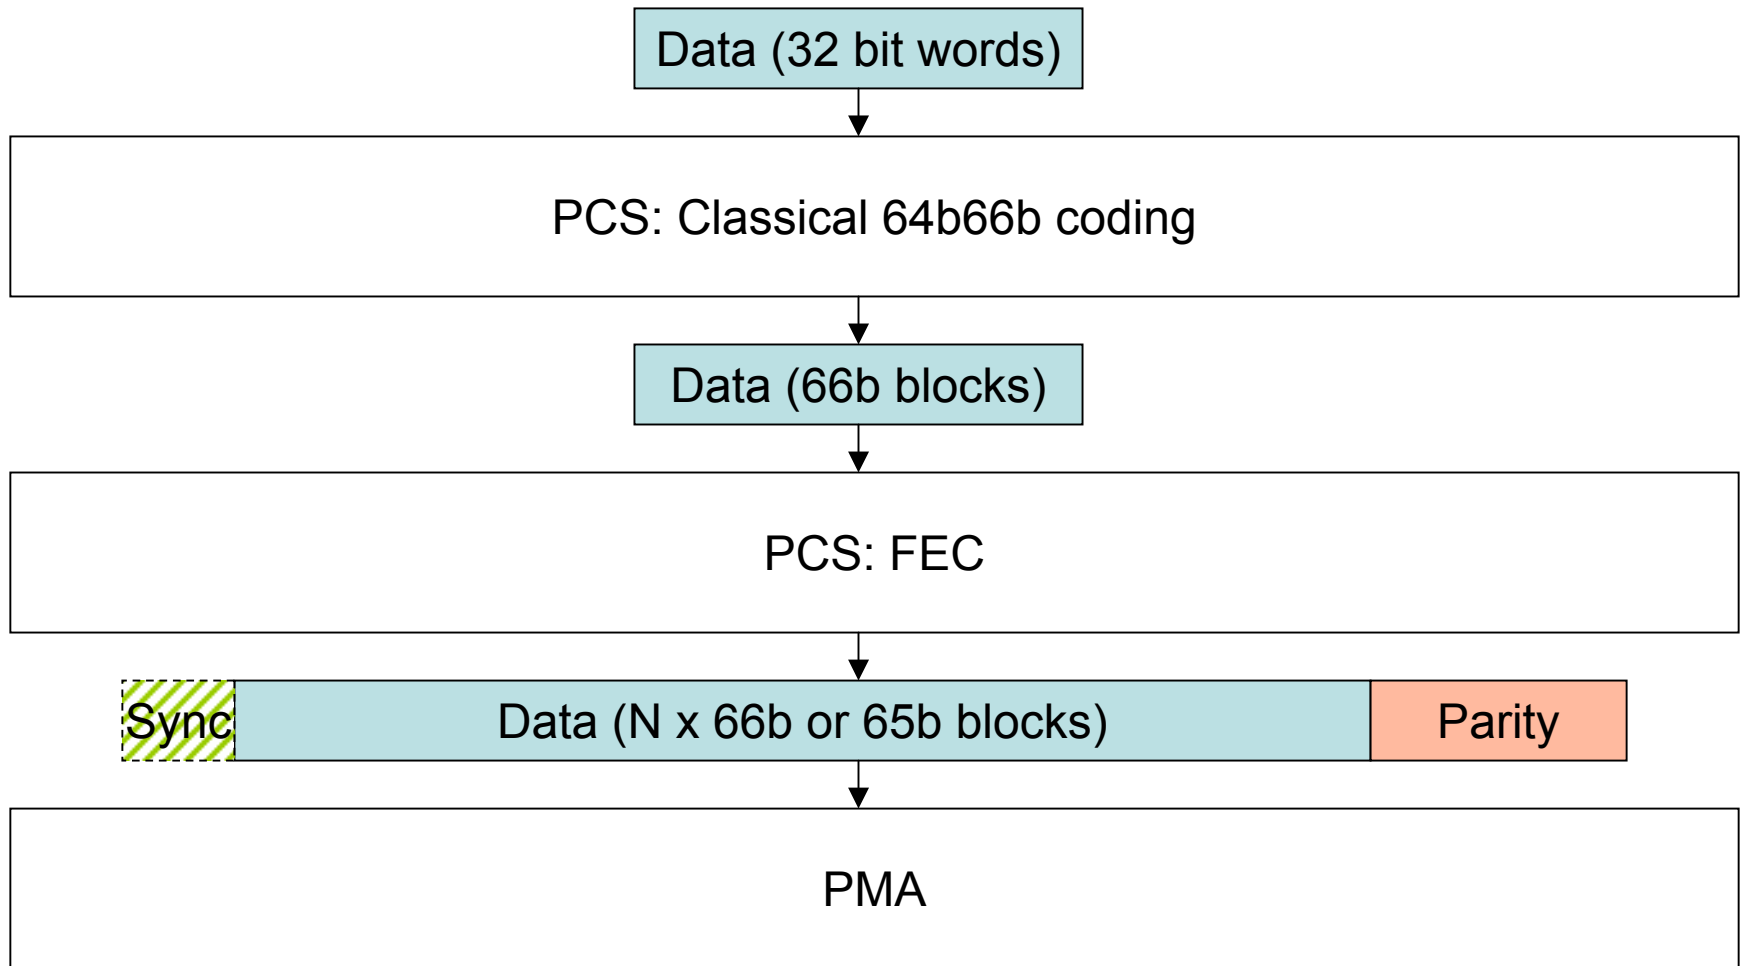 Data (32 bit words)
PCS: Classical 64b66b coding
Data (66b blocks)
PCS: FEC
Sync Data (N x 66b or 65b blocks) Parity
PMA